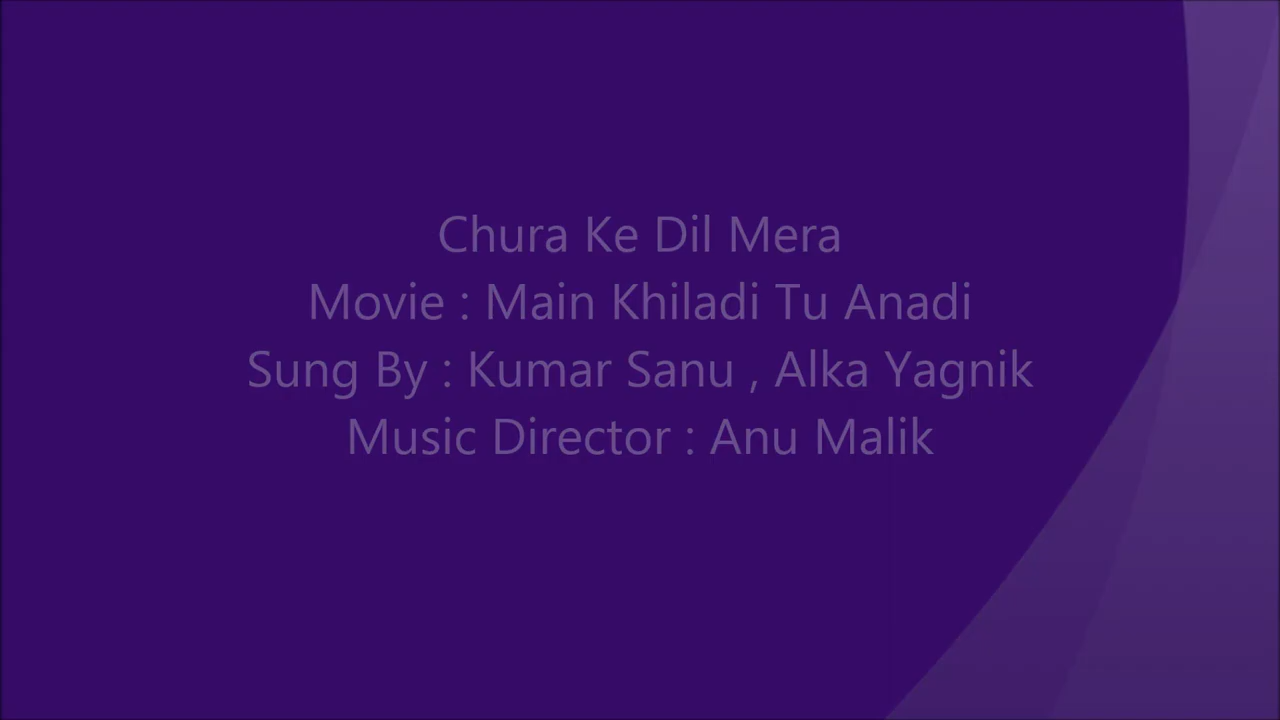 Chura Ke Dil Mera
Movie : Main Khiladi Tu Anadi
Sung By : Kumar Sanu , Alka Yagnik
Music Director : Anu Malik